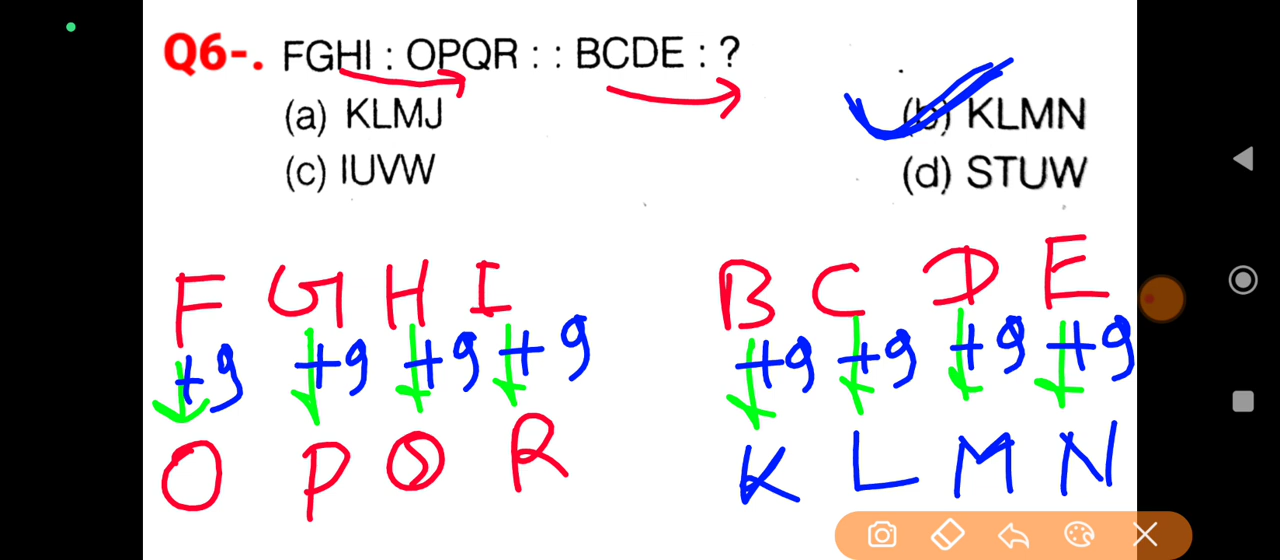 Q6-. FGHI : OPQR : : BCDE : ?
(a) KLMJ (b) KLMN
(c) IUVW (d) STUW
F G H I B C D E
+9 +9 +9 +9 +9 +9 +9 +9
O P Q R K L M N